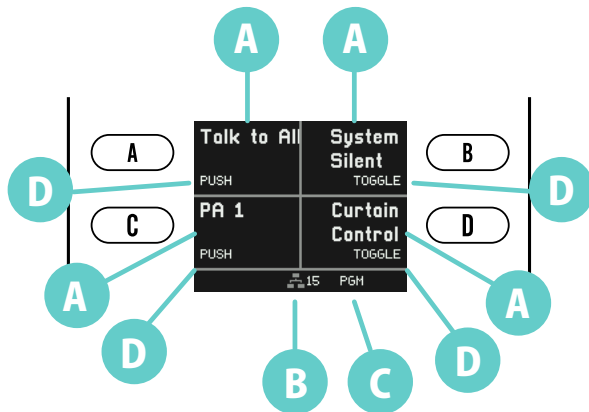 A A
A Talk to All System B
Silent
D PUSH TOGGLE D
C PA 1 Curtain D
Control
PUSH TOGGLE
A A
15 PGM
D D
B C